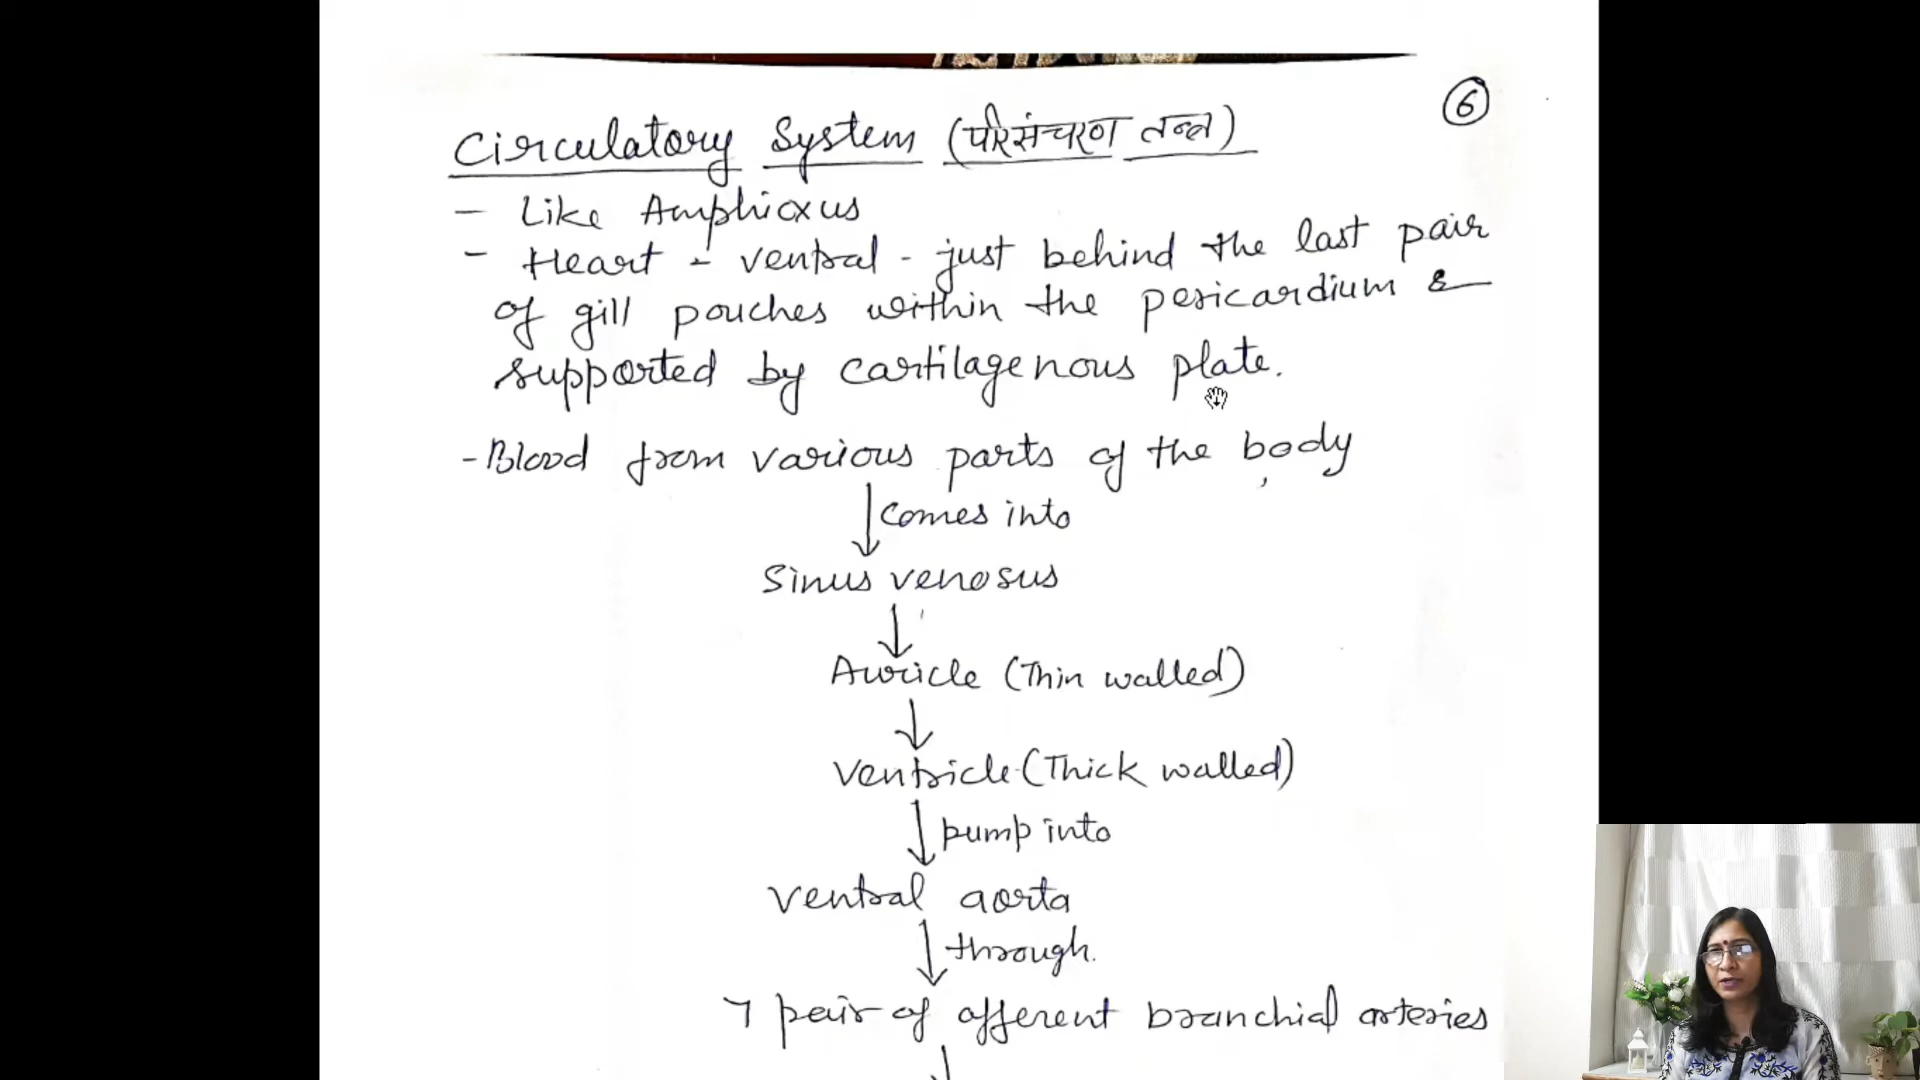 6
Circulatory System (परिसंचरण तन्त्र)
- Like Amphioxus
- Heart - ventral - just behind the last pair
of gill pouches within the pericardium &
supported by cartilagenous plate.
- Blood from various parts of the body
comes into
Sinus venosus
Auricle (Thin walled)
Ventricle (Thick walled)
pump into
Ventral aorta
through.
7 pair of afferent branchial arteries